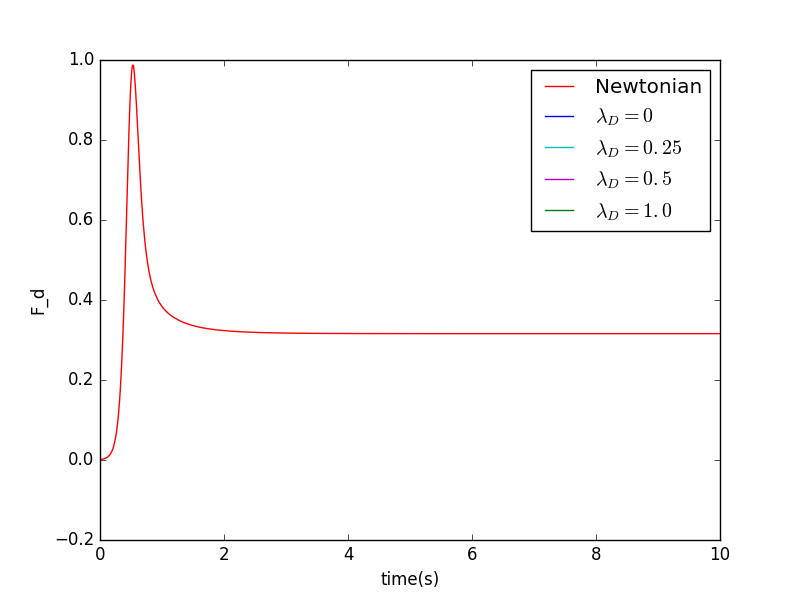 1.0
0.8
0.6
0.4
0.2
0.0
−0.2
0
2
4
6
8
10
F_d
time(s)
Newtonian
λ_D = 0
λ_D = 0.25
λ_D = 0.5
λ_D = 1.0